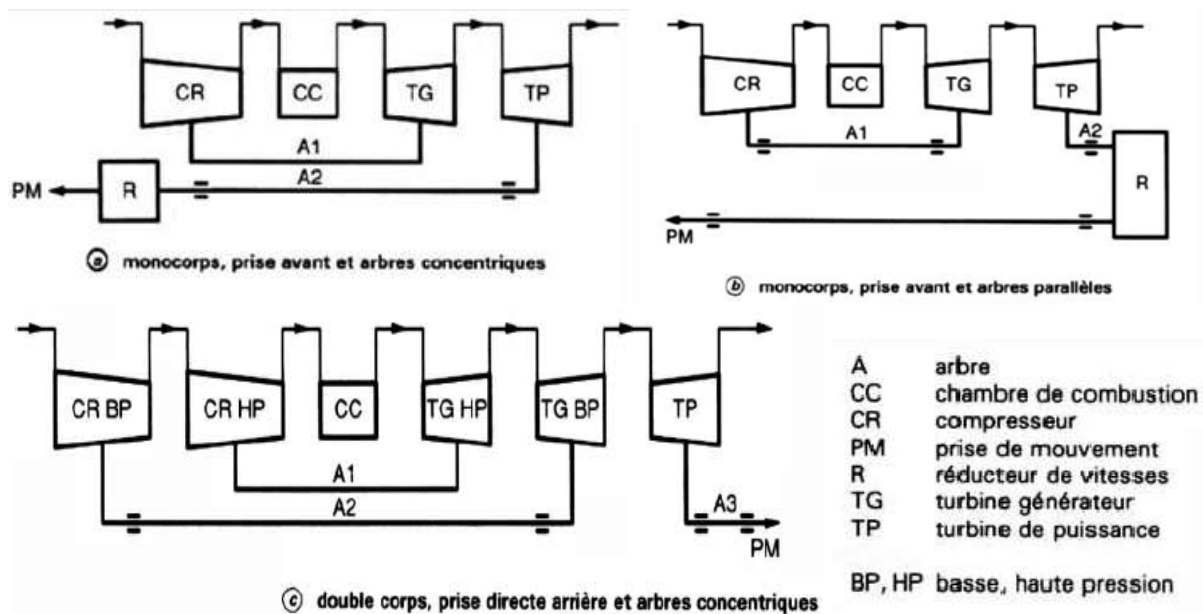 CR CC TG TP
A1
A2
PM R
ⓐ monocorps, prise avant et arbres concentriques
CR CC TG TP
A1 A2
R
PM
ⓑ monocorps, prise avant et arbres parallèles
CR BP CR HP CC TG HP TG BP TP
A1
A2 A3
PM
ⓒ double corps, prise directe arrière et arbres concentriques
A arbre
CC chambre de combustion
CR compresseur
PM prise de mouvement
R réducteur de vitesses
TG turbine générateur
TP turbine de puissance
BP, HP basse, haute pression